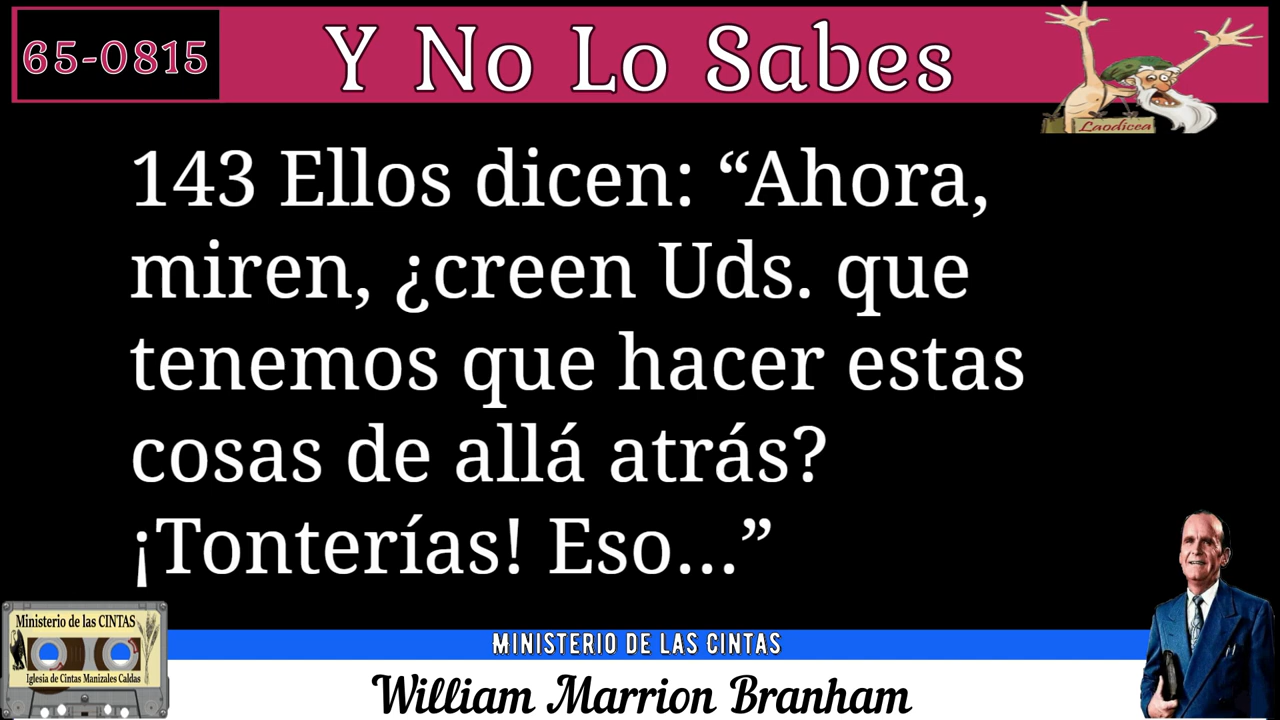 65-0815
Y No Lo Sabes
Laodicea
143 Ellos dicen: “Ahora,
miren, ¿creen Uds. que
tenemos que hacer estas
cosas de allá atrás?
¡Tonterías! Eso...”
Ministerio de las CINTAS
Iglesia de Cintas Manizales Caldas
MINISTERIO DE LAS CINTAS
William Marrion Branham